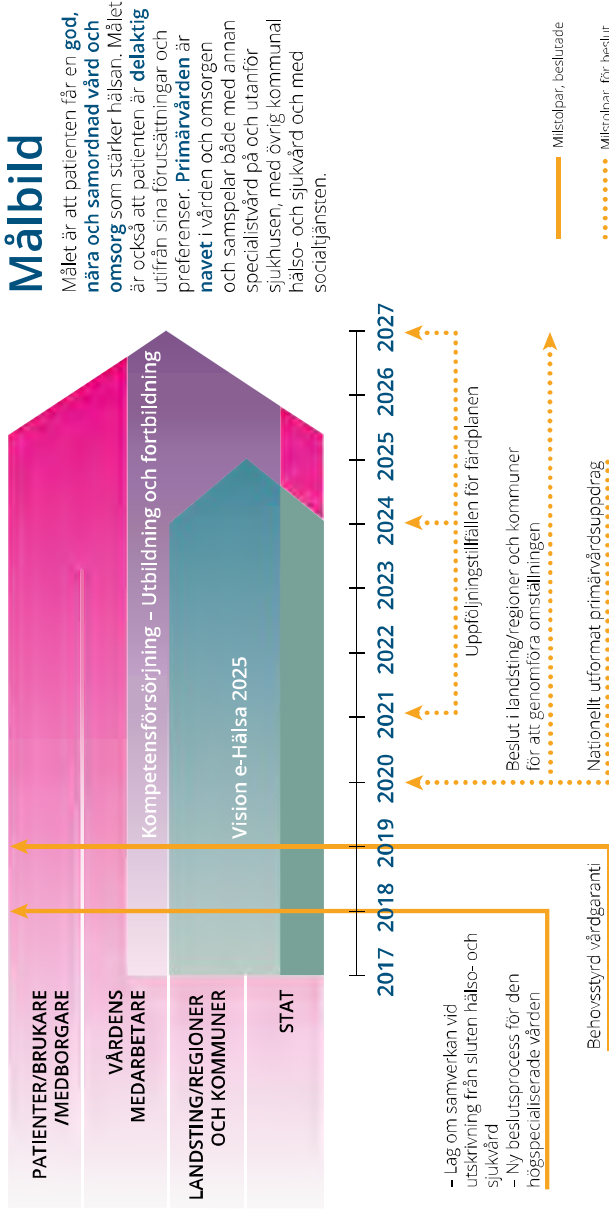 Målbild
Målet är att patienten får en god,
nära och samordnad vård och
omsorg som stärker hälsan. Målet
är också att patienten är delaktig
utifrån sina förutsättningar och
preferenser. Primärvården är
navet i vården och omsorgen
och samspelar både med annan
specialistvård på och utanför
sjukhusen, med övrig kommunal
hälso- och sjukvård och med
socialtjänsten.
PATIENTER/BRUKARE
/MEDBORGARE
VÅRDENS
MEDARBETARE
LANDSTING/REGIONER
OCH KOMMUNER
STAT
Kompetensförsörjning – Utbildning och fortbildning
Vision e-Hälsa 2025
2017 2018 2019 2020 2021 2022 2023 2024 2025 2026 2027
Uppföljningstillfällen för färdplanen
Beslut i landsting/regioner och kommuner
för att genomföra omställningen
Nationellt utformat primärvårdsuppdrag
– Lag om samverkan vid
utskrivning från sluten hälso- och
sjukvård
– Ny beslutsprocess för den
högspecialiserade vården
Behovsstyrd vårdgaranti
Milstolpar, beslutade
Milstolpar, för beslut